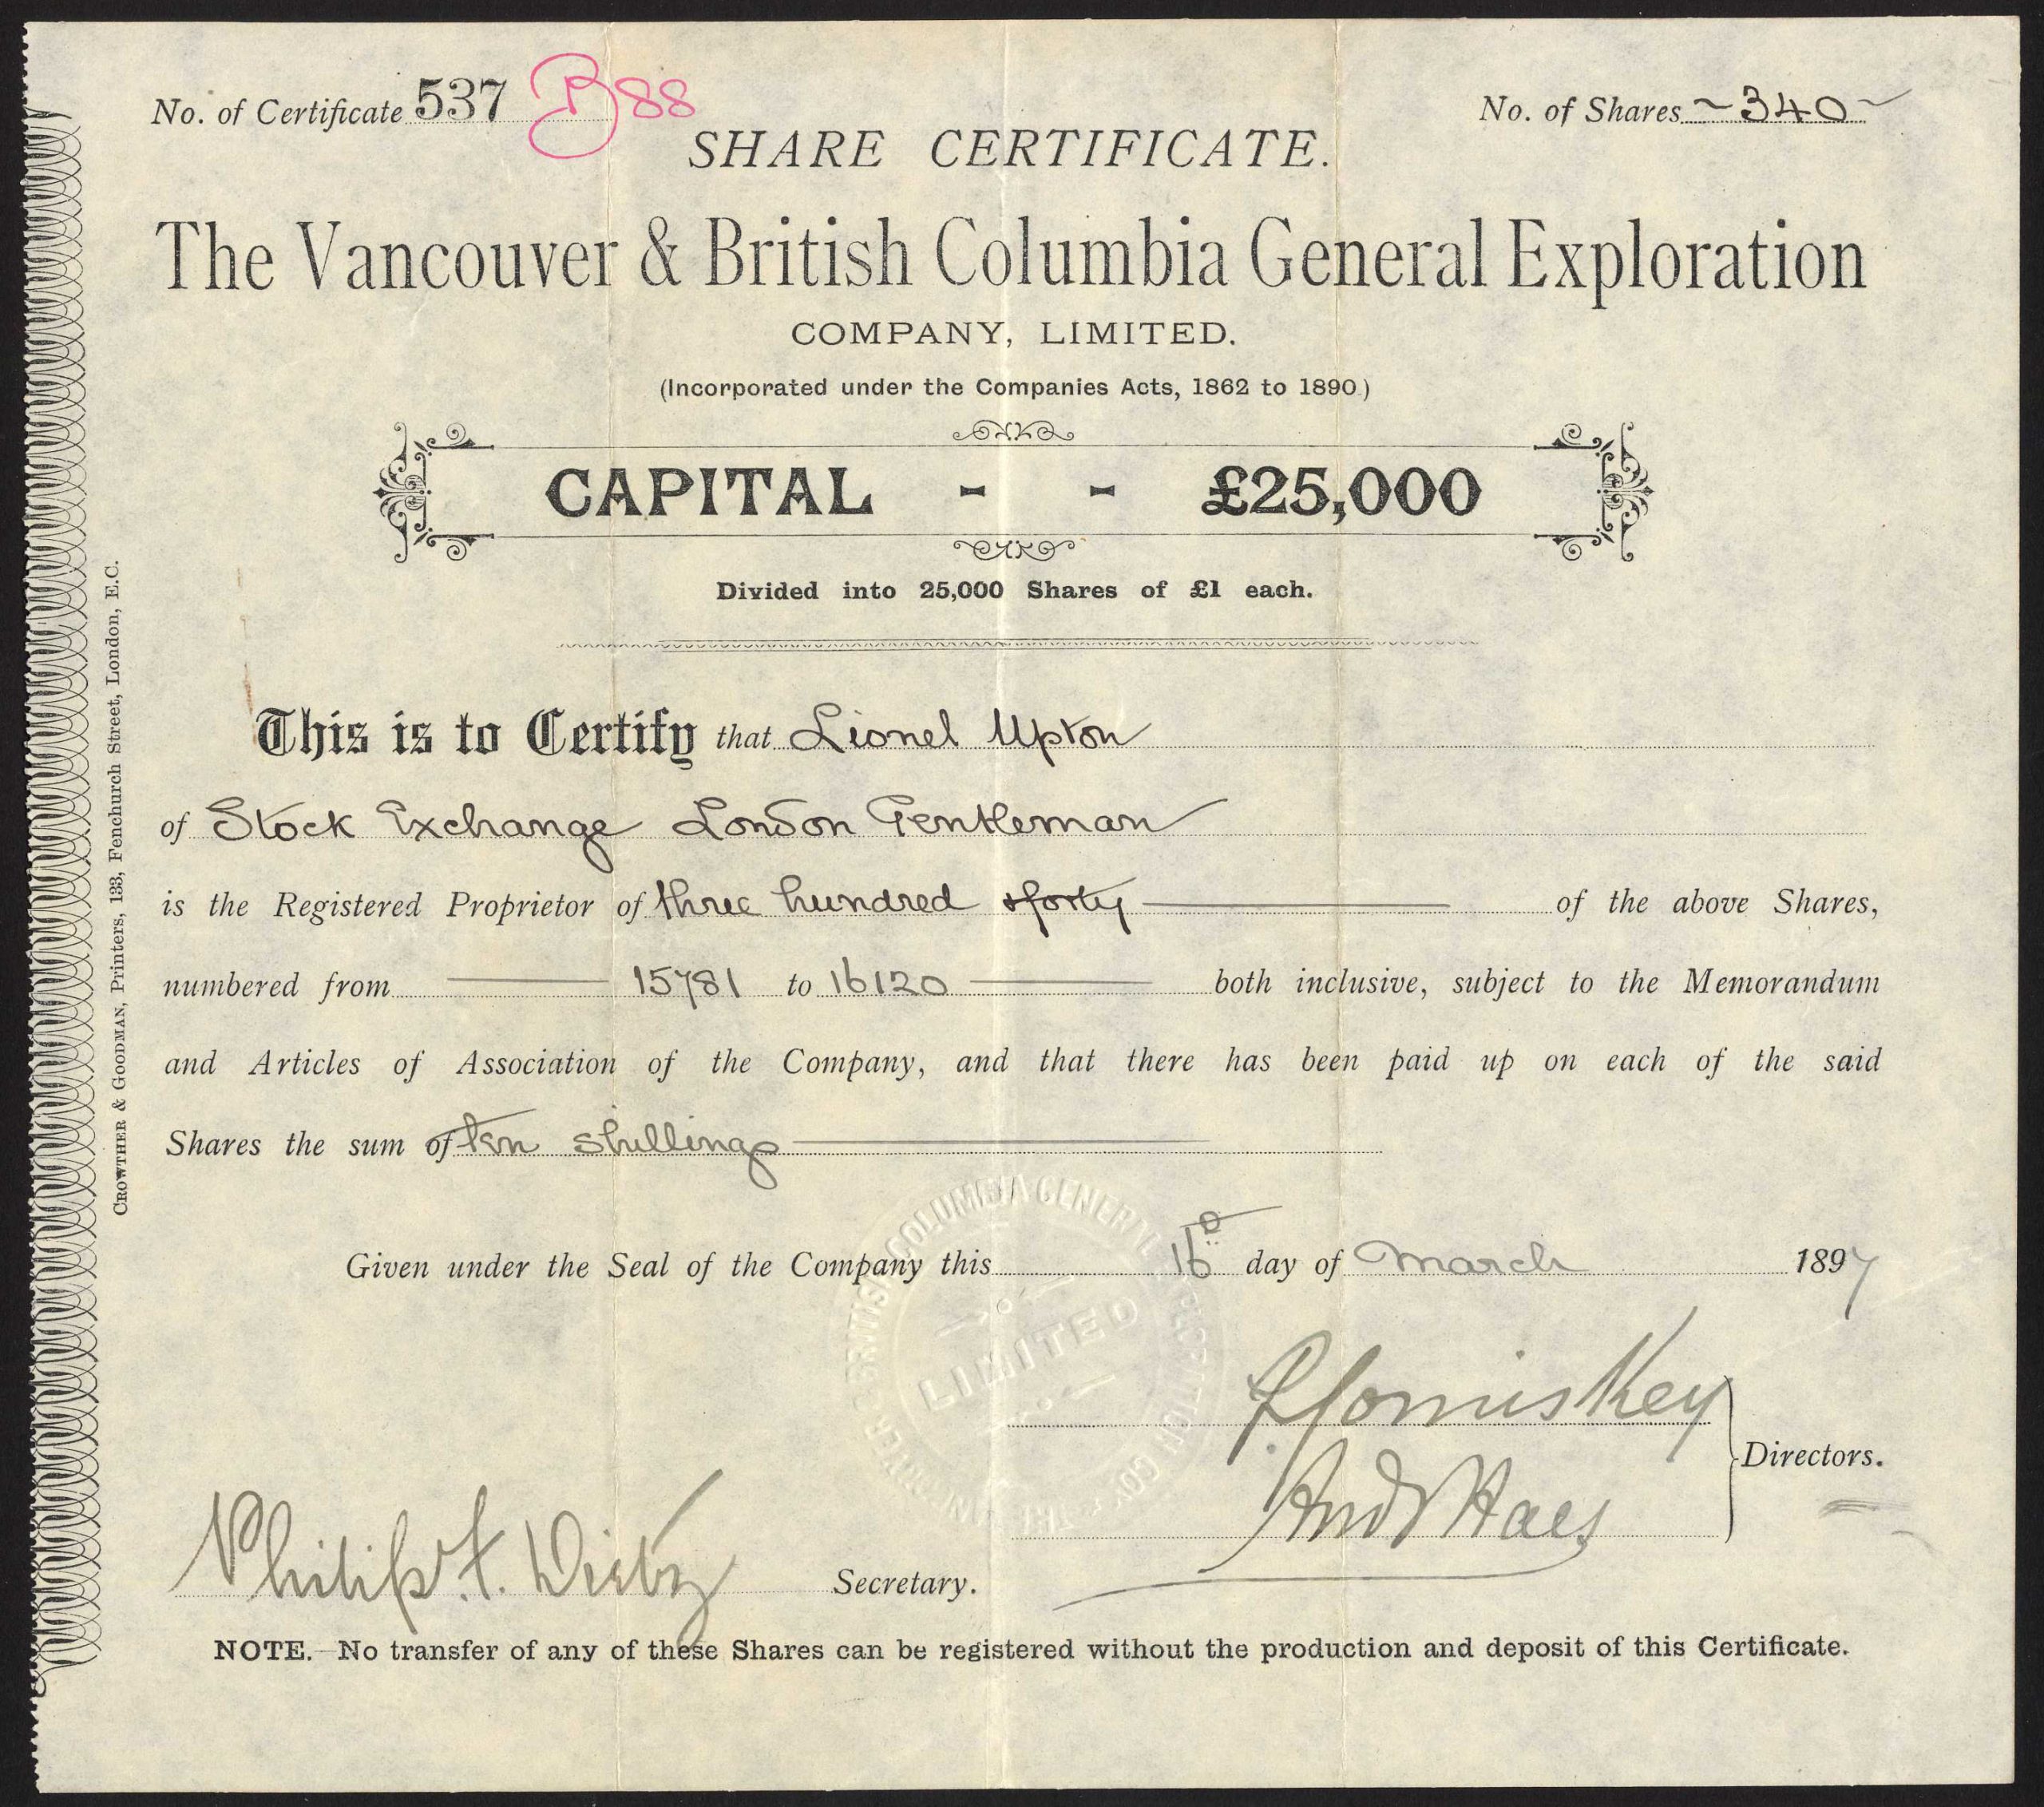 No. of Certificate 537 B88
No. of Shares ~340~
SHARE CERTIFICATE.
The Vancouver & British Columbia General Exploration
COMPANY, LIMITED.
(Incorporated under the Companies Acts, 1862 to 1890.)
CAPITAL - - £25,000
Divided into 25,000 Shares of £1 each.
This is to Certify that Lionel Upton
of Stock Exchange London Gentleman
is the Registered Proprietor of three hundred & forty of the above Shares,
numbered from 15781 to 16120 both inclusive, subject to the Memorandum
and Articles of Association of the Company, and that there has been paid up on each of the said
Shares the sum of ten shillings
Given under the Seal of the Company this 16 day of March 1897
Directors.
And Haes
Philip F. Secretary.
NOTE.—No transfer of any of these Shares can be registered without the production and deposit of this Certificate.
CROWTHER & GOODMAN, Printers, 133, Fenchurch Street, London, E.C.
BRITISH COLUMBIA GENERAL
LIMITED